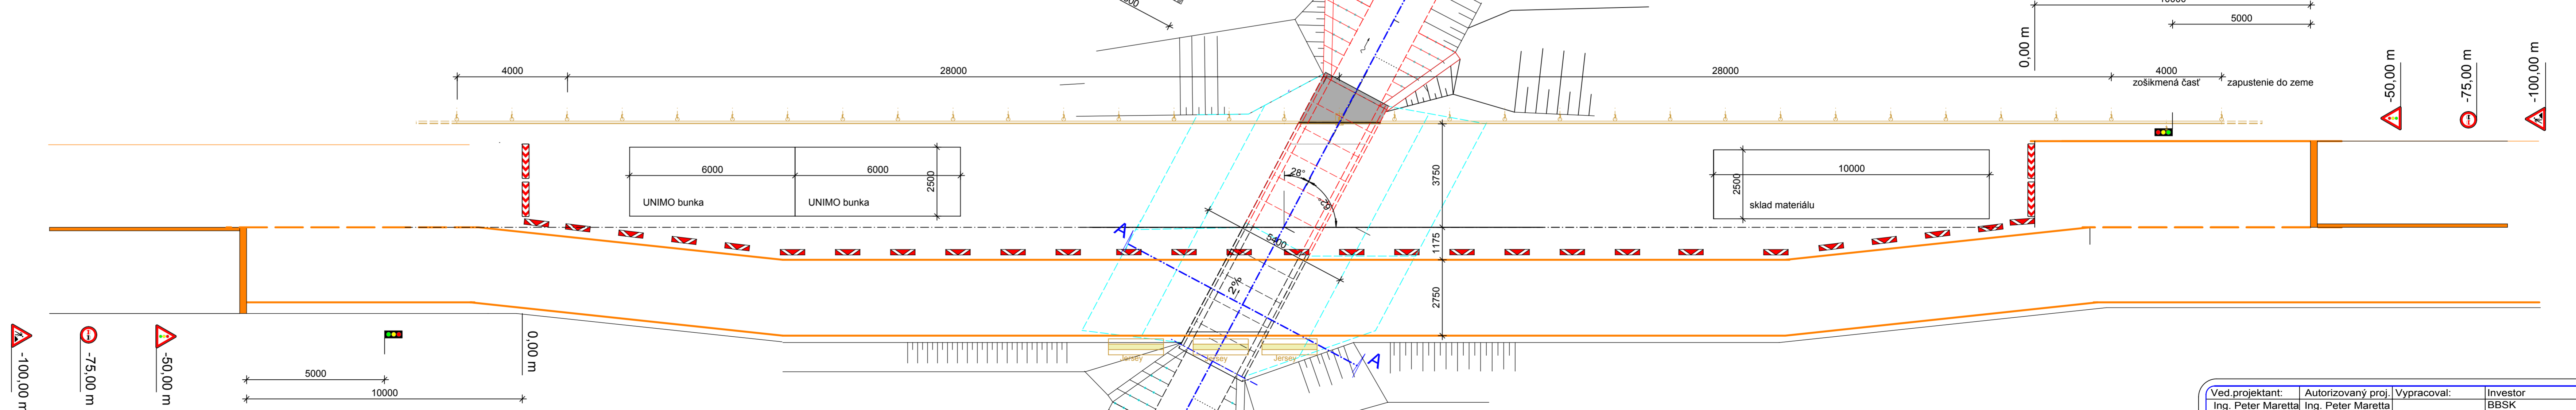 5000
4000
28000
28000
4000
zošikmená časť
zapustenie do zeme
0,00 m
-50,00 m
-75,00 m
-100,00 m
6000
6000
2500
UNIMO bunka
UNIMO bunka
28°
62°
3750
2500
10000
sklad materiálu
A
5400
1175
2%
2750
-100,00 m
-75,00 m
-50,00 m
5000
10000
0,00 m
Jersey
Jersey
Jersey
A
Ved.projektant: Autorizovaný proj. Vypracoval: Investor
Ing. Peter Maretta Ing. Peter Maretta BBSK